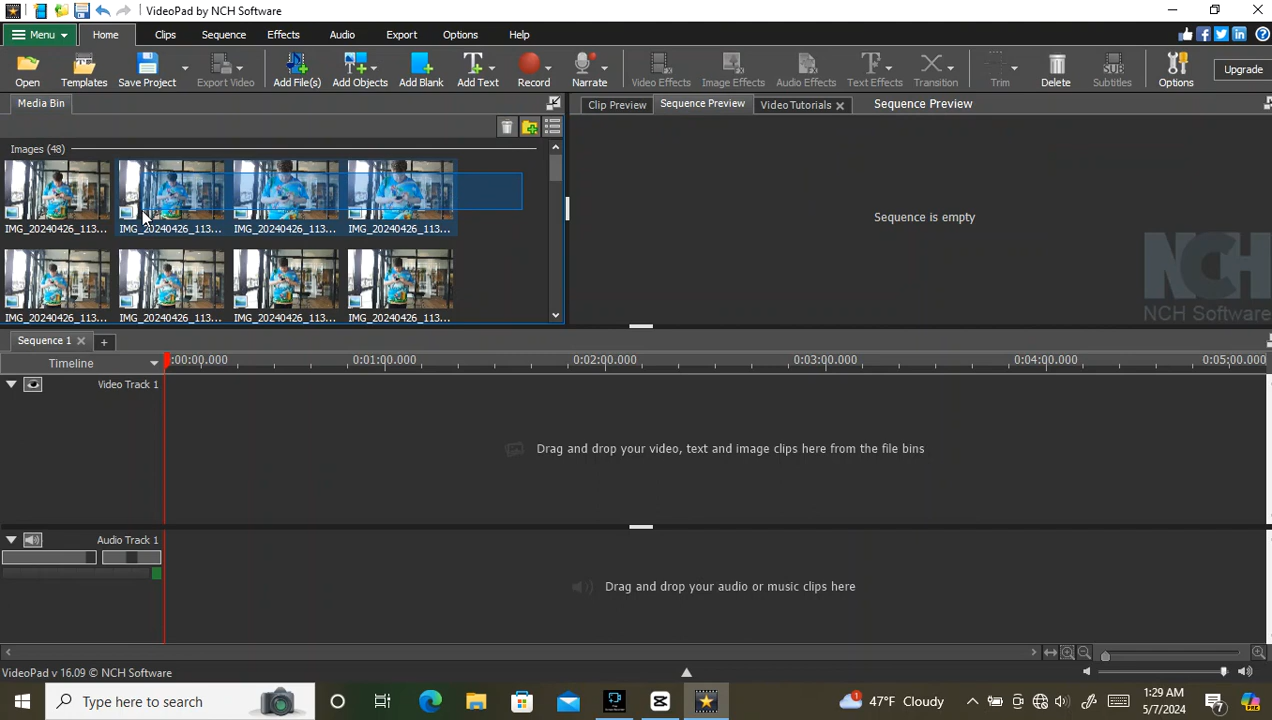 VideoPad by NCH Software
Menu Home Clips Sequence Effects Audio Export Options Help
Open Templates Save Project Export Video Add File(s) Add Objects Add Blank Add Text Record Narrate Video Effects Image Effects Audio Effects Text Effects Transition Trim Delete Subtitles Options Upgrade
SUB
Media Bin
Clip Preview Sequence Preview Video Tutorials Sequence Preview
Images (48)
IMG_20240426_113... IMG_20240426_113... IMG_20240426_113... IMG_20240426_113...
IMG_20240426_113... IMG_20240426_113... IMG_20240426_113... IMG_20240426_113...
Sequence is empty
NCH
NCH Software
Sequence 1
Timeline
:00:00.000 0:01:00.000 0:02:00.000 0:03:00.000 0:04:00.000 0:05:00.000
Video Track 1
Drag and drop your video, text and image clips here from the file bins
Audio Track 1
Drag and drop your audio or music clips here
VideoPad v 16.09 © NCH Software
Type here to search
1
47°F Cloudy
1:29 AM
5/7/2024
7